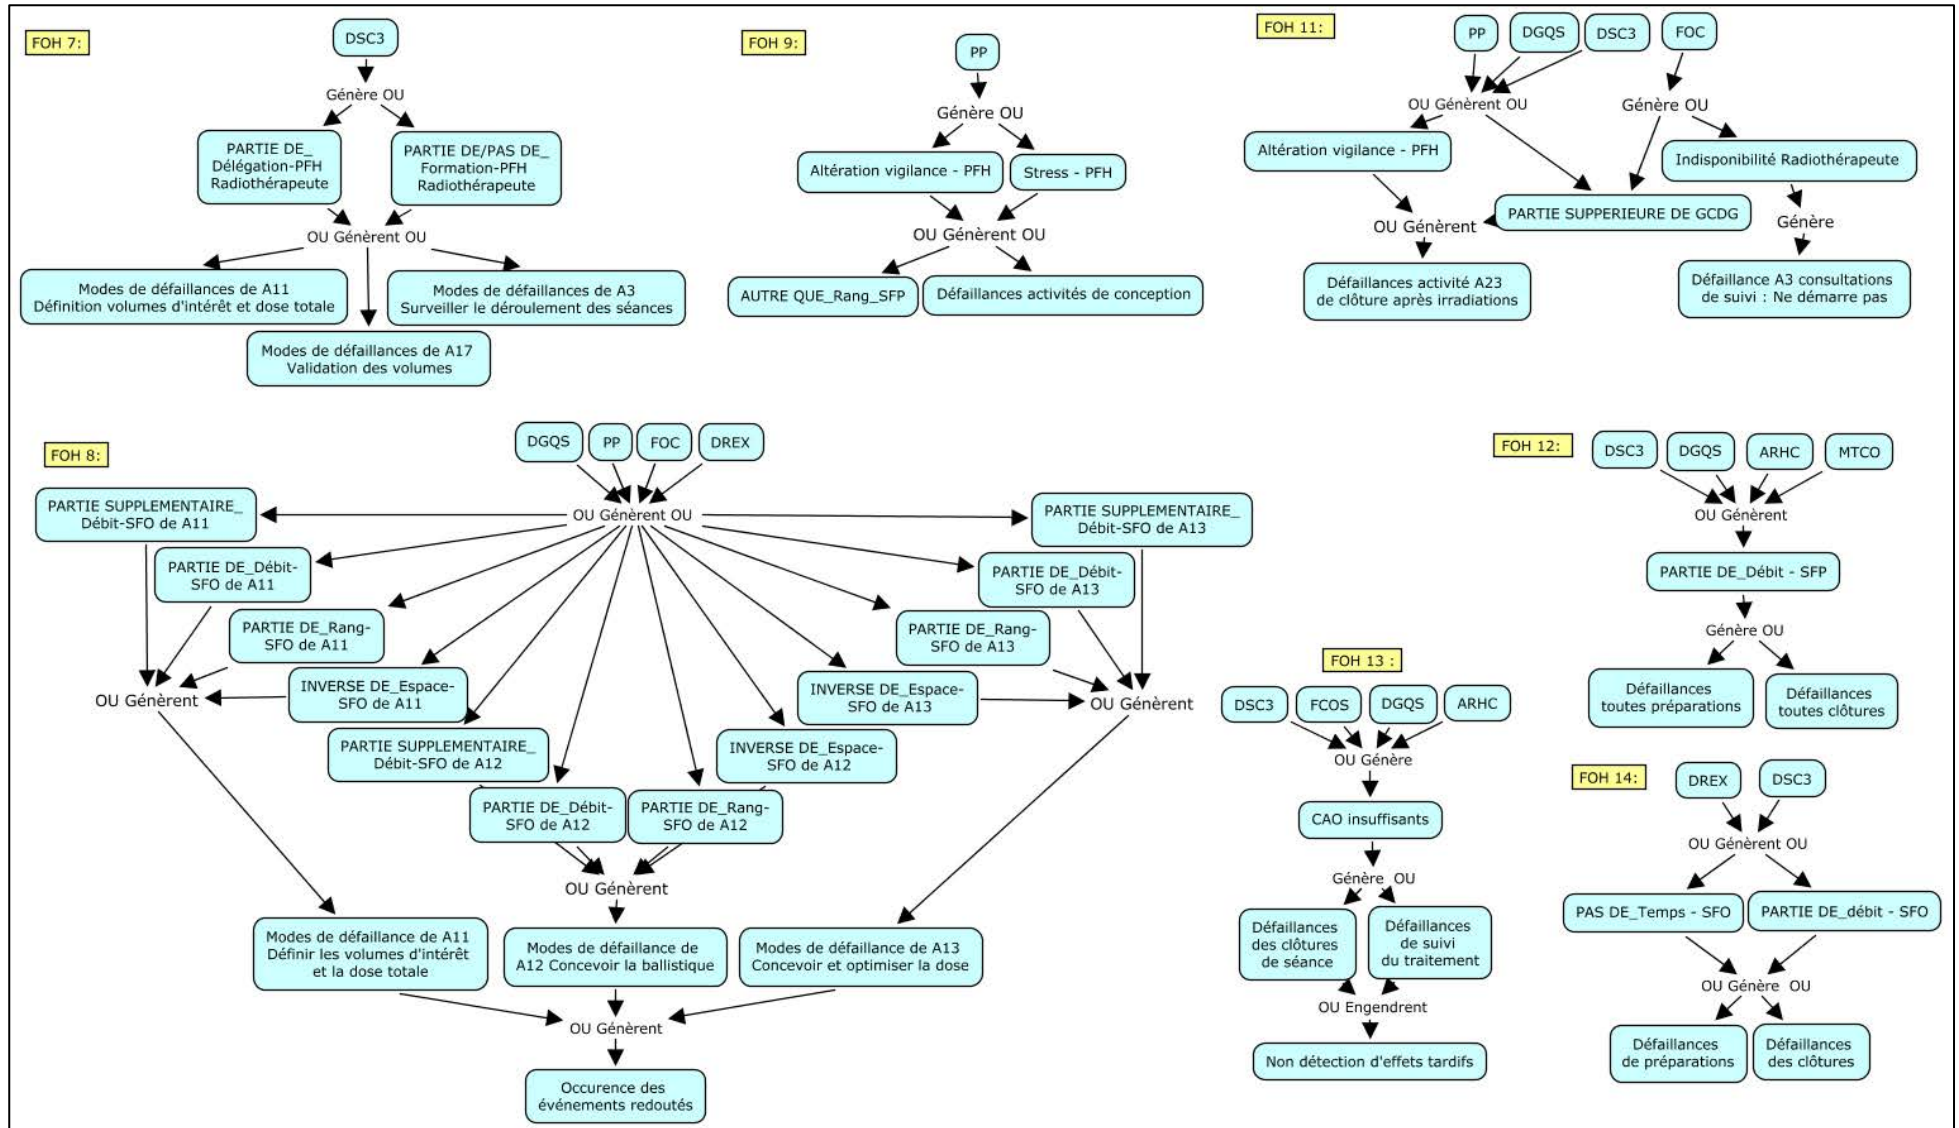 FOH 7:
DSC3
Génère OU
PARTIE DE_
Délégation-PFH
Radiothérapeute
PARTIE DE/PAS DE_
Formation-PFH
Radiothérapeute
OU Génèrent OU
Modes de défaillances de A11
Définition volumes d'intérêt et dose totale
Modes de défaillances de A3
Surveiller le déroulement des séances
Modes de défaillances de A17
Validation des volumes
FOH 9:
PP
Génère OU
Altération vigilance - PFH
Stress - PFH
OU Génèrent OU
AUTRE QUE_Rang_SFP
Défaillances activités de conception
FOH 11:
PP
DGQS
DSC3
FOC
OU Génèrent OU
Génère OU
Altération vigilance - PFH
Indisponibilité Radiothérapeute
PARTIE SUPPERIEURE DE GCDG
OU Génèrent
Génère
Défaillances activité A23
de clôture après irradiations
Défaillance A3 consultations
de suivi : Ne démarre pas
FOH 8:
DGQS
PP
FOC
DREX
OU Génèrent OU
PARTIE SUPPLEMENTAIRE_
Débit-SFO de A11
PARTIE SUPPLEMENTAIRE_
Débit-SFO de A13
PARTIE DE_Débit-
SFO de A11
PARTIE DE_Débit-
SFO de A13
PARTIE DE_Rang-
SFO de A11
PARTIE DE_Rang-
SFO de A13
INVERSE DE_Espace-
SFO de A11
INVERSE DE_Espace-
SFO de A13
OU Génèrent
OU Génèrent
PARTIE SUPPLEMENTAIRE_
Débit-SFO de A12
INVERSE DE_Espace-
SFO de A12
PARTIE DE_Débit-
SFO de A12
PARTIE DE_Rang-
SFO de A12
OU Génèrent
Modes de défaillance de A11
Définir les volumes d'intérêt
et la dose totale
Modes de défaillance de
A12 Concevoir la ballistique
Modes de défaillance de A13
Concevoir et optimiser la dose
OU Génèrent
Occurence des
événements redoutés
FOH 12:
DSC3
DGQS
ARHC
MTCO
OU Génèrent
PARTIE DE_Débit - SFP
Génère OU
Défaillances
toutes préparations
Défaillances
toutes clôtures
FOH 13 :
DSC3
FCOS
DGQS
ARHC
OU Génère
CAO insuffisants
Génère OU
Défaillances
des clôtures
de séance
Défaillances
de suivi
du traitement
OU Engendrent
Non détection d'effets tardifs
FOH 14:
DREX
DSC3
OU Génèrent OU
PAS DE_Temps - SFO
PARTIE DE_débit - SFO
OU Génère OU
Défaillances
de préparations
Défaillances
des clôtures